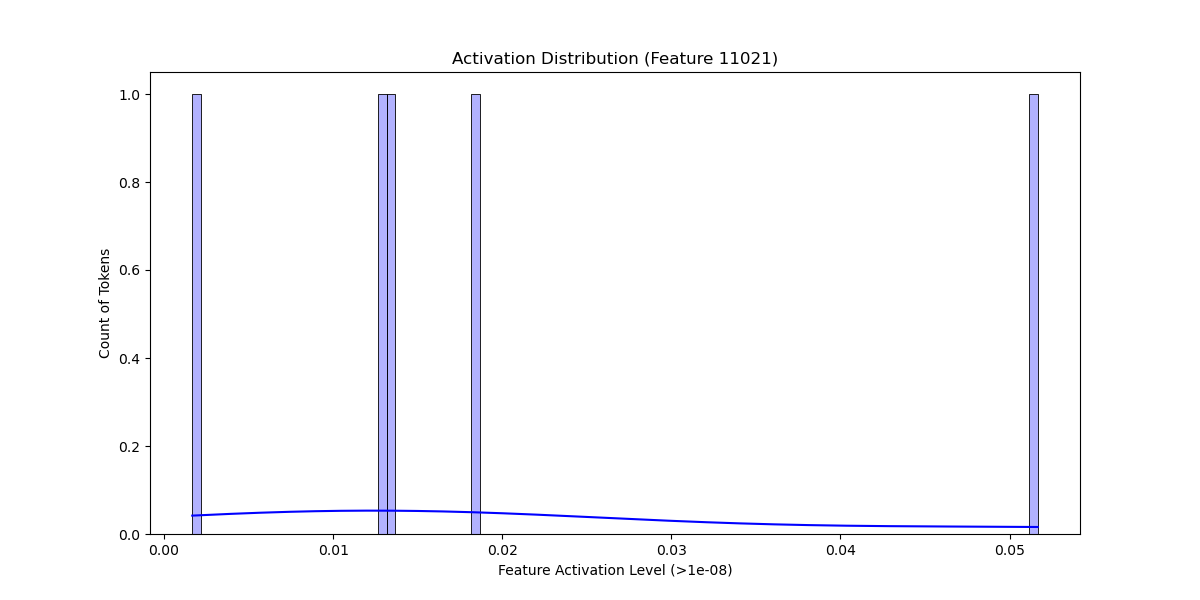 Activation Distribution (Feature 11021)
1.0
0.8
0.6
0.4
0.2
0.0
Count of Tokens
0.00 0.01 0.02 0.03 0.04 0.05
Feature Activation Level (>1e-08)